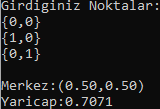 Girdiginiz Noktalar:
{0,0}
{1,0}
{0,1}
Merkez:(0.50,0.50)
Yaricap:0.7071